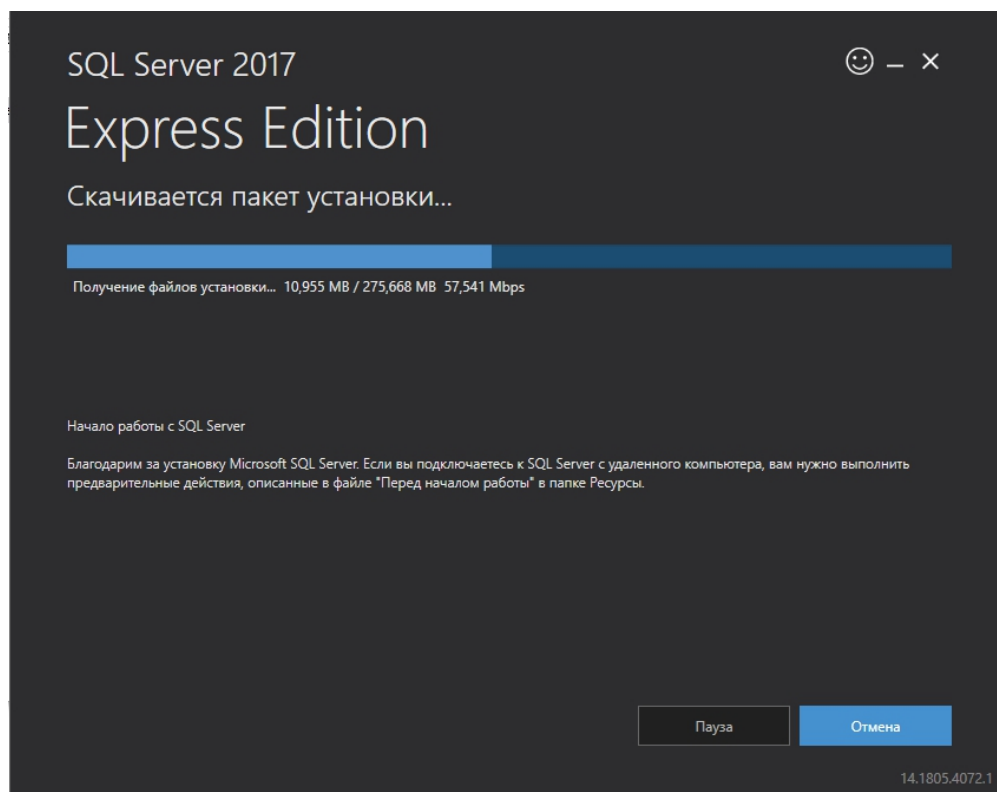 SQL Server 2017
Express Edition
Скачивается пакет установки...
Получение файлов установки... 10,955 MB / 275,668 MB 57,541 Mbps
Начало работы с SQL Server
Благодарим за установку Microsoft SQL Server. Если вы подключаетесь к SQL Server с удаленного компьютера, вам нужно выполнить
предварительные действия, описанные в файле "Перед началом работы" в папке Ресурсы.
Пауза
Отмена
14.1805.4072.1